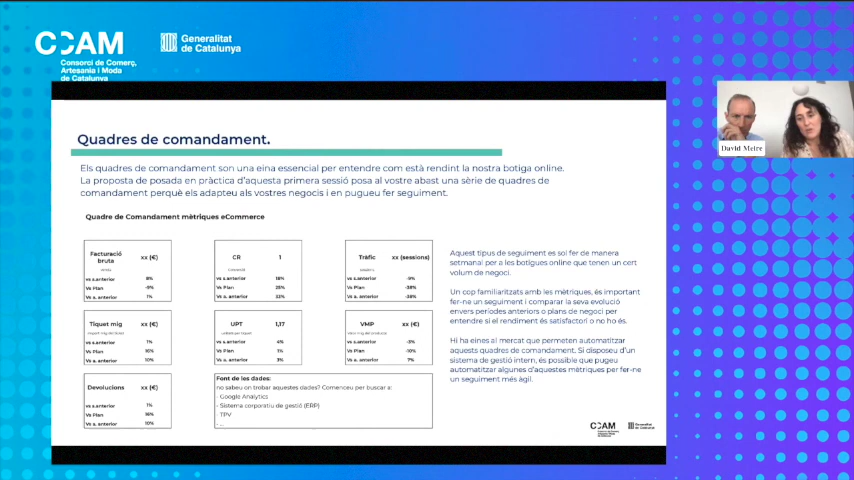 CCAM
Consorci de Comerç,
Artesania i Moda
de Catalunya
Generalitat
de Catalunya
David Meire
Quadres de comandament.
Els quadres de comandament son una eina essencial per entendre com està rendint la nostra botiga online.
La proposta de posada en pràctica d'aquesta primera sessió posa al vostre abast una sèrie de quadres de
comandament perquè els adapteu als vostres negocis i en pugueu fer seguiment.
Quadre de Comandament mètriques eCommerce
Facturació bruta xx (€)
vs s.anterior 8%
Vs Plan -9%
Vs a. anterior 1%
CR 1
Vs s.anterior 18%
Vs Plan 25%
Vs a. anterior 32%
Tràfic xx (sessions)
Vs s.anterior -9%
Vs Plan -38%
Vs a. anterior -38%
Tiquet mig xx (€)
vs s.anterior 1%
Vs Plan 16%
Vs a. anterior 10%
UPT 1,17
vs s.anterior 4%
Vs Plan 1%
Vs a. anterior 3%
VMP xx (€)
vs s.anterior -3%
Vs Plan -10%
Vs a. anterior 7%
Devolucions xx (€)
vs s.anterior 1%
Vs Plan 16%
Vs a. anterior 10%
Font de les dades:
no sabeu on trobar aquestes dades? Comenceu per buscar a:
- Google Analytics
- Sistema corporatiu de gestió (ERP)
- TPV
- ...
Aquest tipus de seguiment es sol fer de manera
setmanal per a les botigues online que tenen un cert
volum de negoci.
Un cop familiaritzats amb les mètriques, és important
fer-ne un seguiment i comparar la seva evolució
envers períodes anteriors o plans de negoci per
entendre si el rendiment és satisfactori o no ho és.
Hi ha eines al mercat que permeten automatitzar
aquests quadres de comandament. Si disposeu d'un
sistema de gestió intern, és possible que pugueu
automatitzar algunes d'aquestes mètriques per fer-ne
un seguiment més àgil.
CCAM
Generalitat
de Catalunya